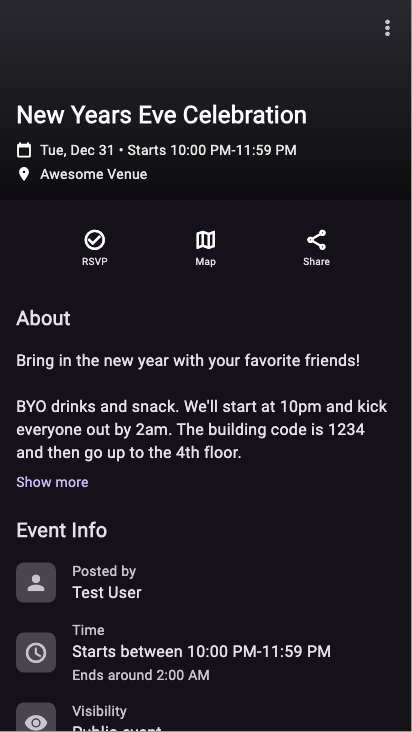 New Years Eve Celebration
Tue, Dec 31 • Starts 10:00 PM-11:59 PM
Awesome Venue
RSVP
Map
Share
About
Bring in the new year with your favorite friends!
BYO drinks and snack. We'll start at 10pm and kick
everyone out by 2am. The building code is 1234
and then go up to the 4th floor.
Show more
Event Info
Posted by
Test User
Time
Starts between 10:00 PM-11:59 PM
Ends around 2:00 AM
Visibility
Public event